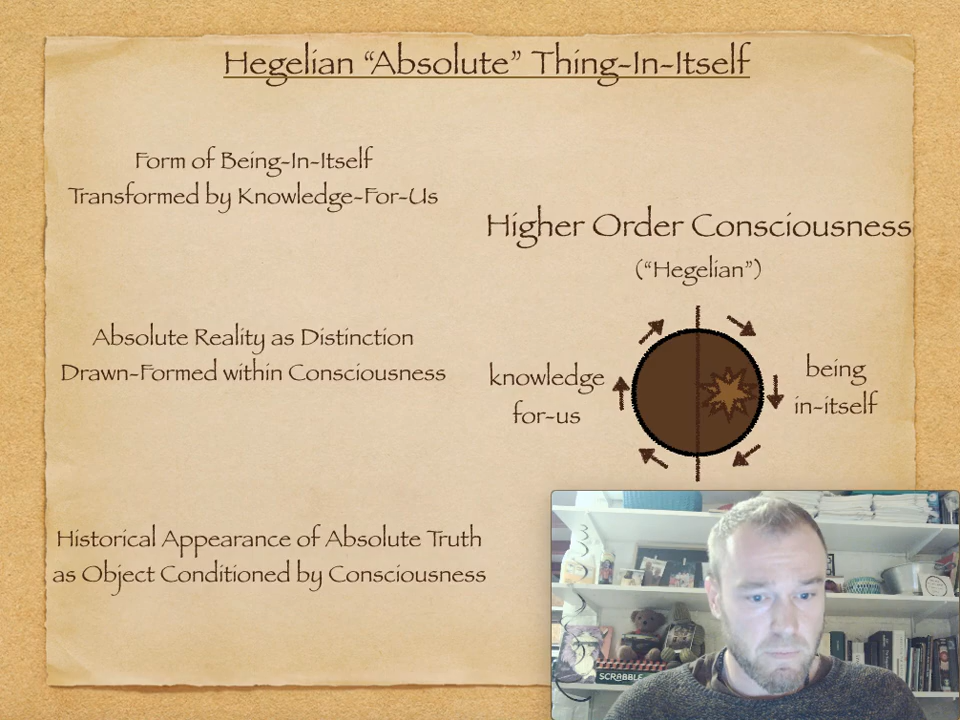 Hegelian “Absolute” Thing-In-Itself
Form of Being-In-Itself
Transformed by Knowledge-For-Us
Higher Order Consciousness
(“Hegelian”)
Absolute Reality as Distinction
Drawn-Formed within Consciousness
knowledge
for-us
being
in-itself
Historical Appearance of Absolute Truth
as Object Conditioned by Consciousness
SCRABBLE